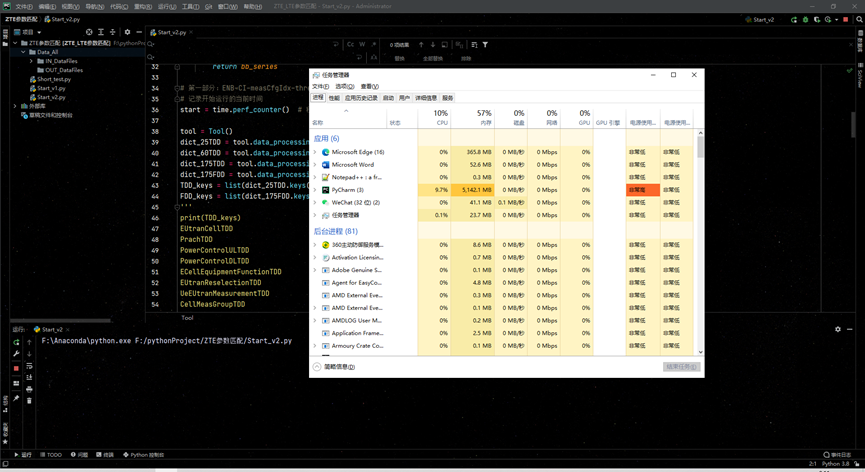 文件(F) 编辑(E) 视图(V) 导航(N) 代码(C) 重构(R) 运行(U) 工具(T) Git 窗口(W) 帮助(H) ZTE_LTE参数匹配 - Start_v2.py - Administrator
ZTE参数匹配 Start_v2.py
Start_v2
项目
Start_v2.py
ZTE参数匹配 [ZTE_LTE参数匹配]
Data_All
IN_DataFiles
OUT_DataFiles
Short_test.py
Start_v1.py
Start_v2.py
外部库
草稿文件和控制台
Cc W .*
0 项结果
替换 全部替换 排除
32 return bb_series
33
34 # 第一部分: ENB-CI-measCfgIdx-thr
35 # 记录开始运行的当前时间
36 start = time.perf_counter()
37
38 tool = Tool()
39 dict_25TDD = tool.data_processin
40 dict_60TDD = tool.data_processin
41 dict_175TDD = tool.data_processi
42 dict_175FDD = tool.data_processi
43 TDD_keys = list(dict_25TDD.keys(
44 FDD_keys = list(dict_175FDD.keys
45 '''
46 print(TDD_keys)
47 EUtranCellTDD
48 PrachTDD
49 PowerControlULTDD
50 PowerControlDLTDD
51 ECellEquipmentFunctionTDD
52 EUtranReselectionTDD
53 UeEUtranMeasurementTDD
54 CellMeasGroupTDD
Tool
任务管理器
文件(F) 选项(O) 查看(V)
进程 性能 应用历史记录 启动 用户 详细信息 服务
10% 57% 0% 0% 0%
名称 状态 CPU 内存 磁盘 网络 GPU GPU 引擎 电源使用... 电源使用...
应用 (6)
Microsoft Edge (16) 0% 365.8 MB 0 MB/秒 0 Mbps 0% 非常低 非常低
Microsoft Word 0% 52.6 MB 0 MB/秒 0 Mbps 0% 非常低 非常低
Notepad++ : a fr... 0% 0.3 MB 0 MB/秒 0 Mbps 0% 非常低 非常低
PyCharm (3) 9.7% 5,142.1 MB 0 MB/秒 0 Mbps 0% 非常高 非常低
WeChat (32 位) (2) 0% 41.1 MB 0.1 MB/秒 0 Mbps 0% 非常低 非常低
任务管理器 0.1% 23.7 MB 0 MB/秒 0 Mbps 0% 非常低 非常低
后台进程 (81)
360主动防御服务模... 0% 8.6 MB 0 MB/秒 0 Mbps 0% 非常低 非常低
Activation Licensin... 0% 0.7 MB 0 MB/秒 0 Mbps 0% 非常低 非常低
Adobe Genuine S... 0% 0.1 MB 0 MB/秒 0 Mbps 0% 非常低 非常低
Agent for EasyCo... 0% 4.8 MB 0 MB/秒 0 Mbps 0% 非常低 非常低
AMD External Eve... 0% 0.3 MB 0 MB/秒 0 Mbps 0% 非常低 非常低
AMD External Eve... 0% 0.1 MB 0 MB/秒 0 Mbps 0% 非常低 非常低
AMDLOG User M... 0% 0.2 MB 0 MB/秒 0 Mbps 0% 非常低 非常低
Application Frame... 0% 2.5 MB 0 MB/秒 0 Mbps 0% 非常低 非常低
Armoury Crate Co... 0% 0.1 MB 0 MB/秒 0 Mbps 0% 非常低 非常低
简略信息(D) 结束任务(E)
运行: Start_v2
F:\Anaconda\python.exe F:/pythonProject/ZTE参数匹配/Start_v2.py
数据库
SciView
结构
收藏夹
运行 TODO 问题 终端 Python 控制台 事件日志
2:1 Python 3.8